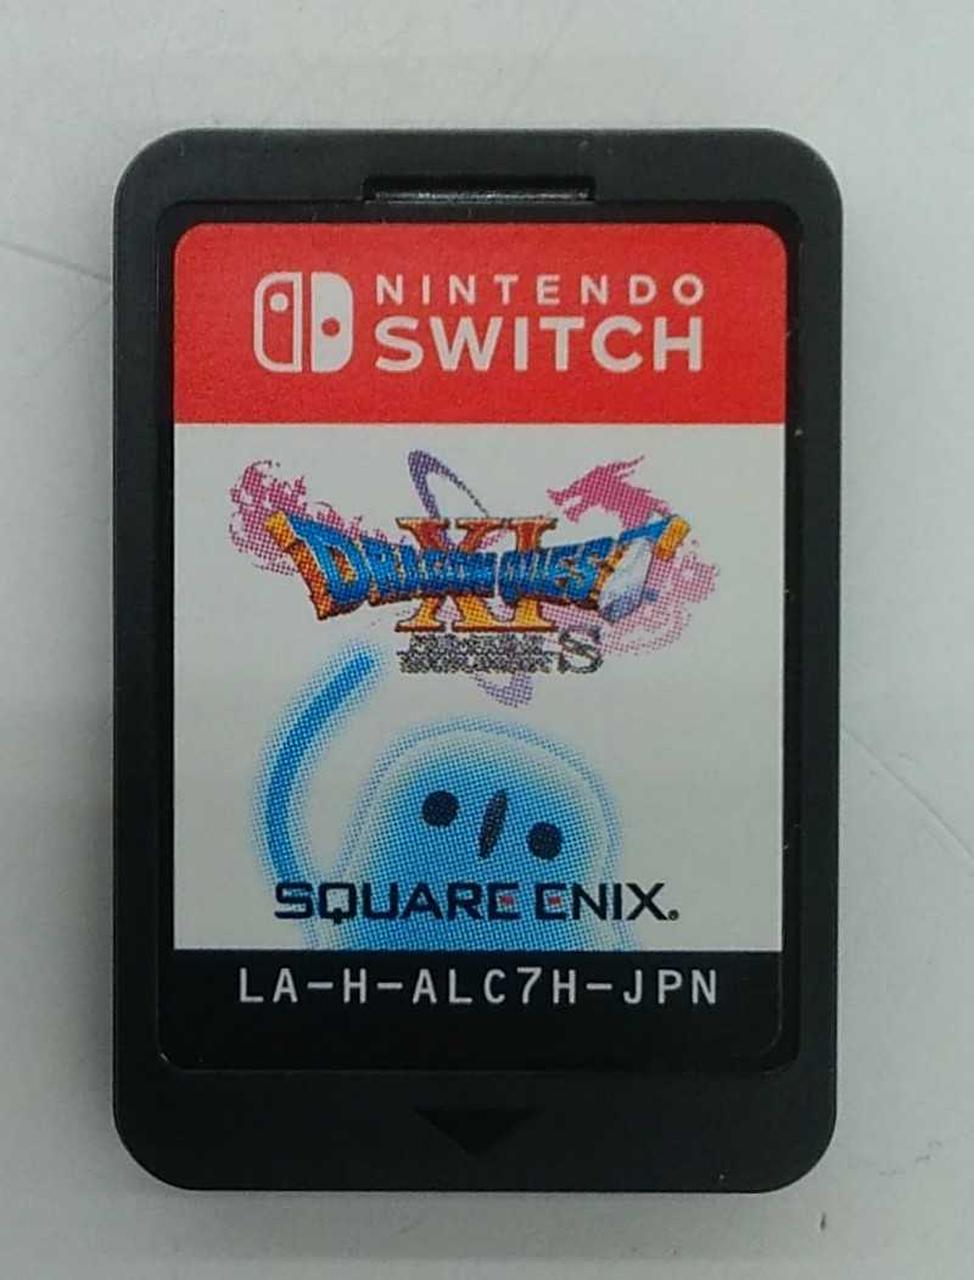 NINTENDO
SWITCH
XI
DRAGON QUEST
S
SQUARE ENIX.
LA-H-ALC7H-JPN